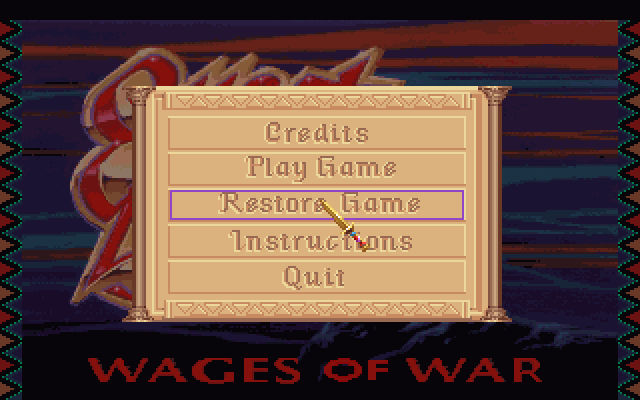 Credits
Play Game
Restore Game
Instructions
Quit
WAGES OF WAR